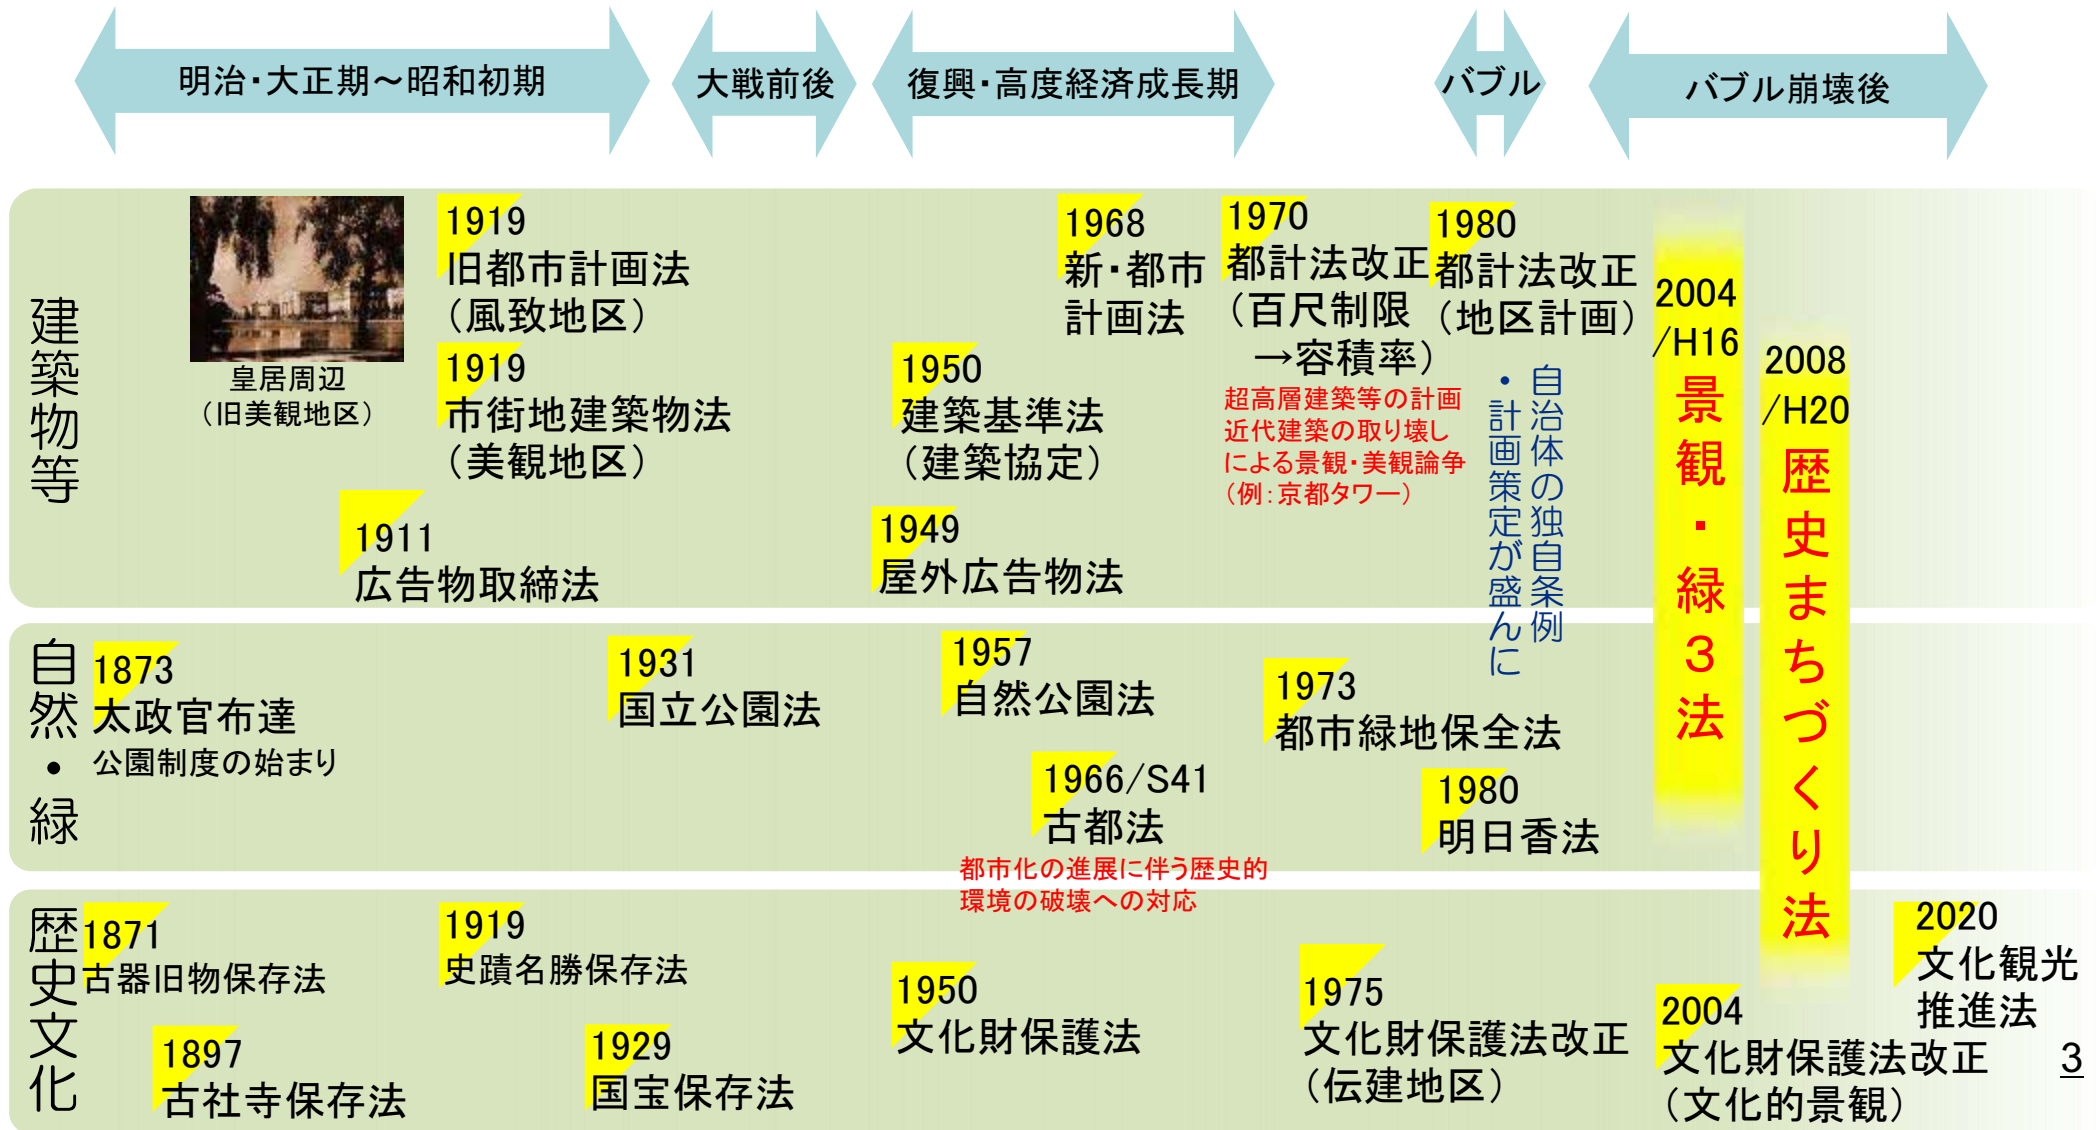 明治・大正期～昭和初期
大戦前後
復興・高度経済成長期
バブル
バブル崩壊後
建築物等
皇居周辺
（旧美観地区）
1919
旧都市計画法
（風致地区）
1919
市街地建築物法
（美観地区）
1911
広告物取締法
1950
建築基準法
（建築協定）
1949
屋外広告物法
1968
新・都市
計画法
1970
都計法改正
（百尺制限
→容積率）
超高層建築等の計画
近代建築の取り壊し
による景観・美観論争
（例：京都タワー）
1980
都計法改正
（地区計画）
自治体の独自条例
・計画策定が盛んに
2004
/H16
景観・緑３法
2008
/H20
歴史まちづくり法
自然・緑
1873
太政官布達
公園制度の始まり
1931
国立公園法
1957
自然公園法
1966/S41
古都法
都市化の進展に伴う歴史的
環境の破壊への対応
1973
都市緑地保全法
1980
明日香法
歴史文化
1871
古器旧物保存法
1897
古社寺保存法
1919
史蹟名勝保存法
1929
国宝保存法
1950
文化財保護法
1975
文化財保護法改正
（伝建地区）
2004
文化財保護法改正
（文化的景観）
2020
文化観光
推進法
3